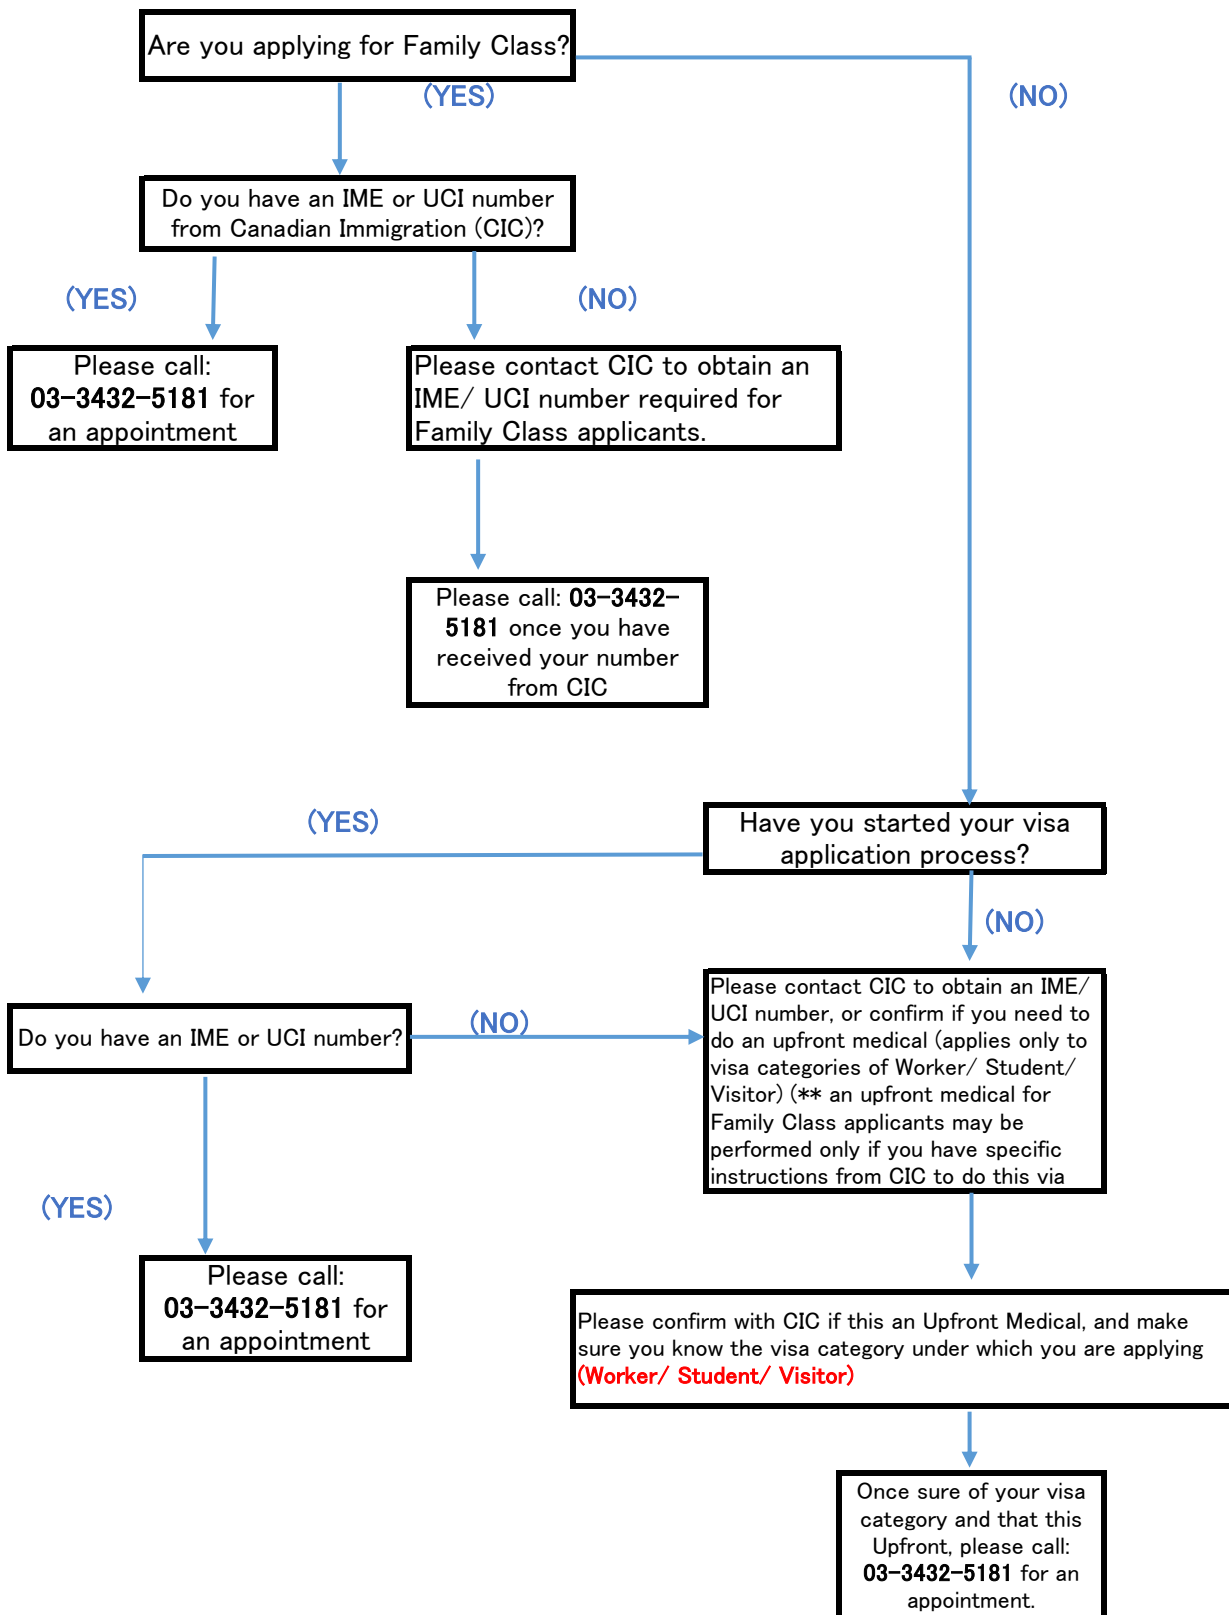 Are you applying for Family Class?
(YES)
(NO)
Do you have an IME or UCI number
from Canadian Immigration (CIC)?
(YES)
(NO)
Please call:
03-3432-5181 for
an appointment
Please contact CIC to obtain an
IME/ UCI number required for
Family Class applicants.
Please call: 03-3432-
5181 once you have
received your number
from CIC
(YES)
Have you started your visa
application process?
(NO)
Do you have an IME or UCI number?
(NO)
Please contact CIC to obtain an IME/
UCI number, or confirm if you need to
do an upfront medical (applies only to
visa categories of Worker/ Student/
Visitor) (** an upfront medical for
Family Class applicants may be
performed only if you have specific
instructions from CIC to do this via
(YES)
Please call:
03-3432-5181 for
an appointment
Please confirm with CIC if this an Upfront Medical, and make
sure you know the visa category under which you are applying
(Worker/ Student/ Visitor)
Once sure of your visa
category and that this
Upfront, please call:
03-3432-5181 for an
appointment.